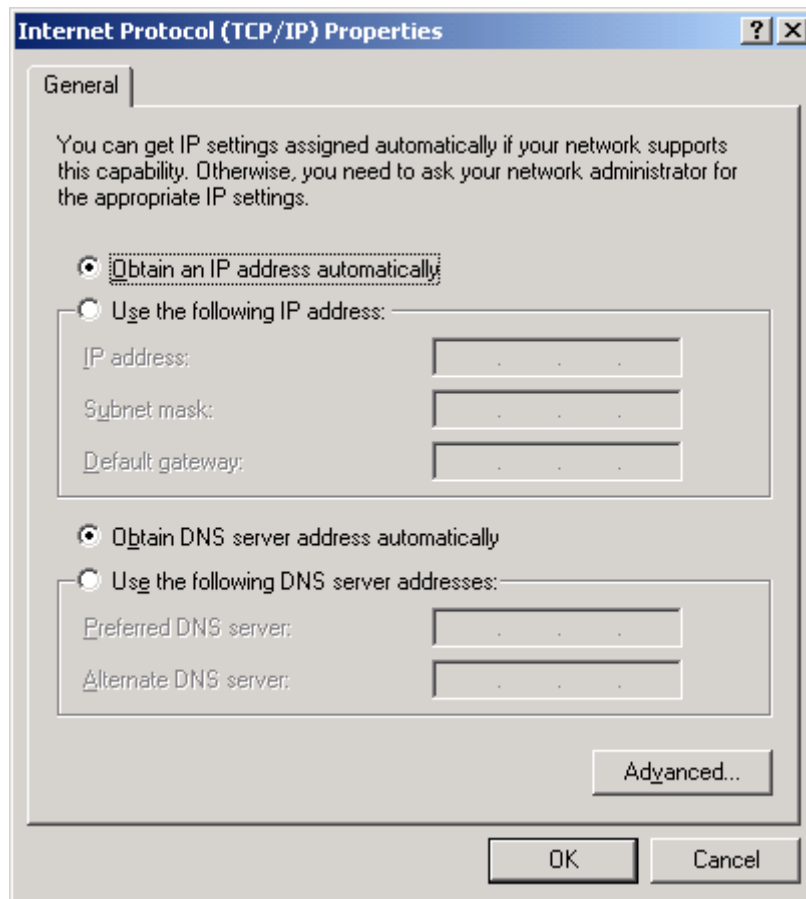 Internet Protocol (TCP/IP) Properties
General
You can get IP settings assigned automatically if your network supports
this capability. Otherwise, you need to ask your network administrator for
the appropriate IP settings.
Obtain an IP address automatically
Use the following IP address:
IP address:
Subnet mask:
Default gateway:
Obtain DNS server address automatically
Use the following DNS server addresses:
Preferred DNS server:
Alternate DNS server:
Advanced...
OK
Cancel